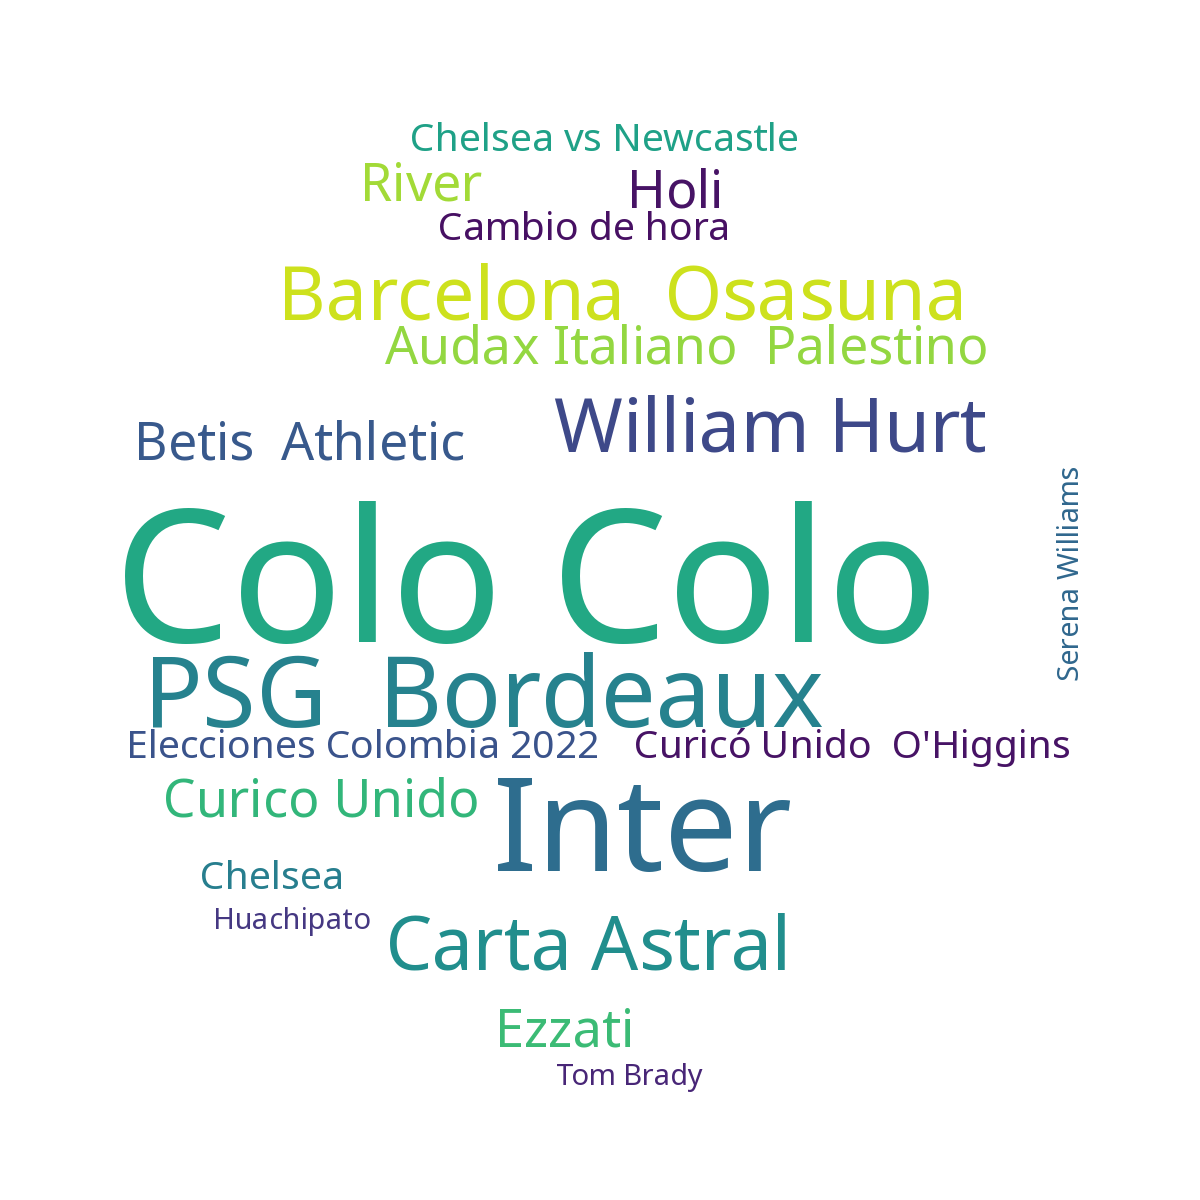 Chelsea vs Newcastle
River
Holi
Cambio de hora
Barcelona  Osasuna
Audax Italiano  Palestino
William Hurt
Betis  Athletic
Serena Williams
Colo Colo
PSG  Bordeaux
Elecciones Colombia 2022
Curicó Unido  O'Higgins
Curico Unido
Inter
Chelsea
Huachipato
Carta Astral
Ezzati
Tom Brady